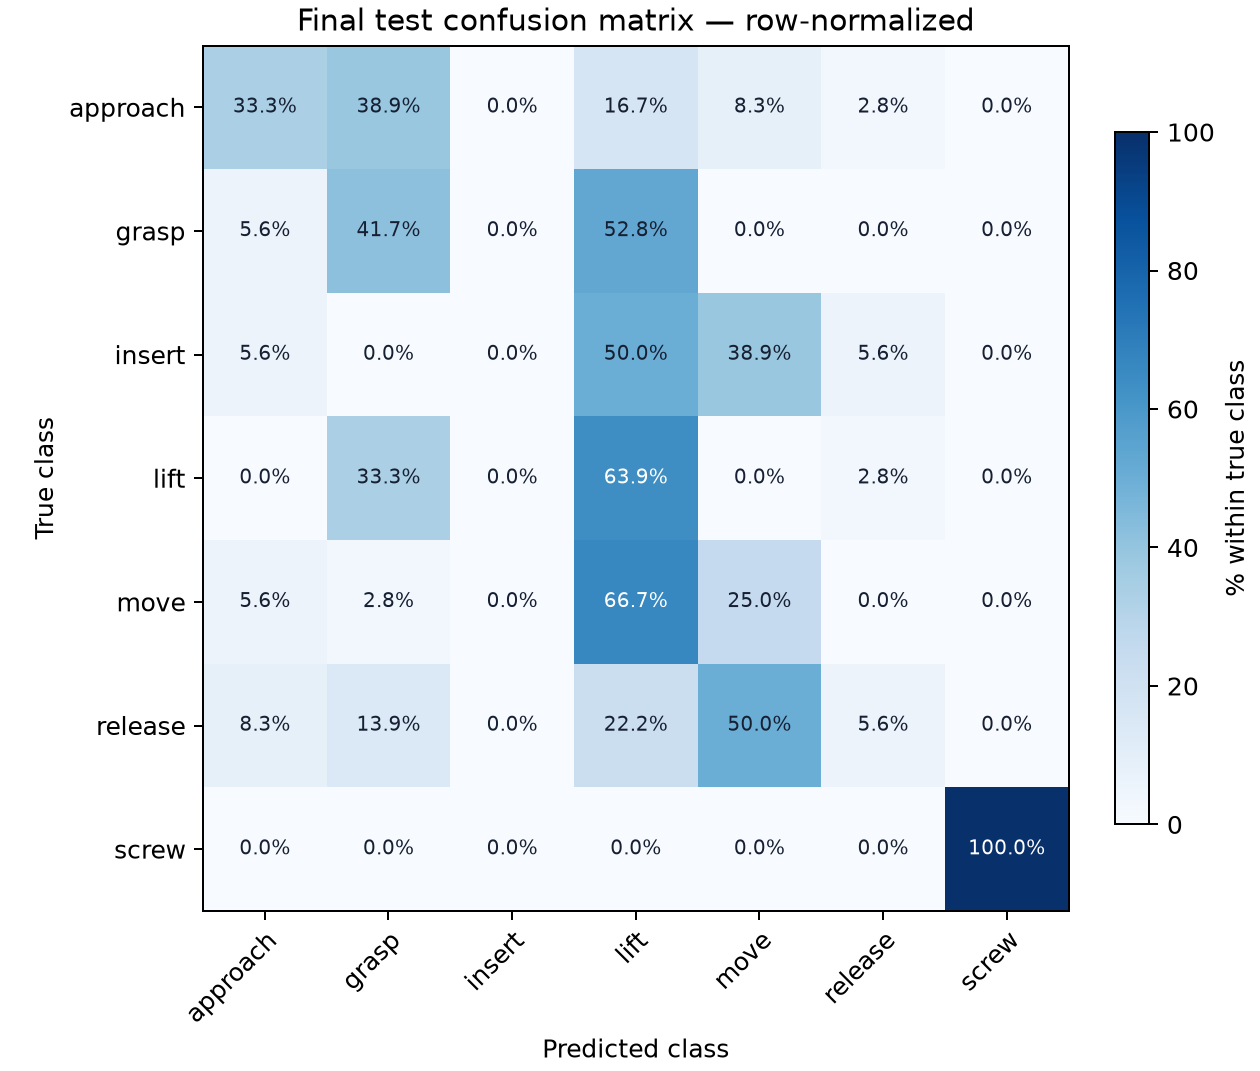 Final test confusion matrix — row-normalized
approach 33.3% 38.9% 0.0% 16.7% 8.3% 2.8% 0.0%
grasp 5.6% 41.7% 0.0% 52.8% 0.0% 0.0% 0.0%
insert 5.6% 0.0% 0.0% 50.0% 38.9% 5.6% 0.0%
lift 0.0% 33.3% 0.0% 63.9% 0.0% 2.8% 0.0%
move 5.6% 2.8% 0.0% 66.7% 25.0% 0.0% 0.0%
release 8.3% 13.9% 0.0% 22.2% 50.0% 5.6% 0.0%
screw 0.0% 0.0% 0.0% 0.0% 0.0% 0.0% 100.0%
approach grasp insert lift move release screw
Predicted class
True class
100
80
60
40
20
0
% within true class